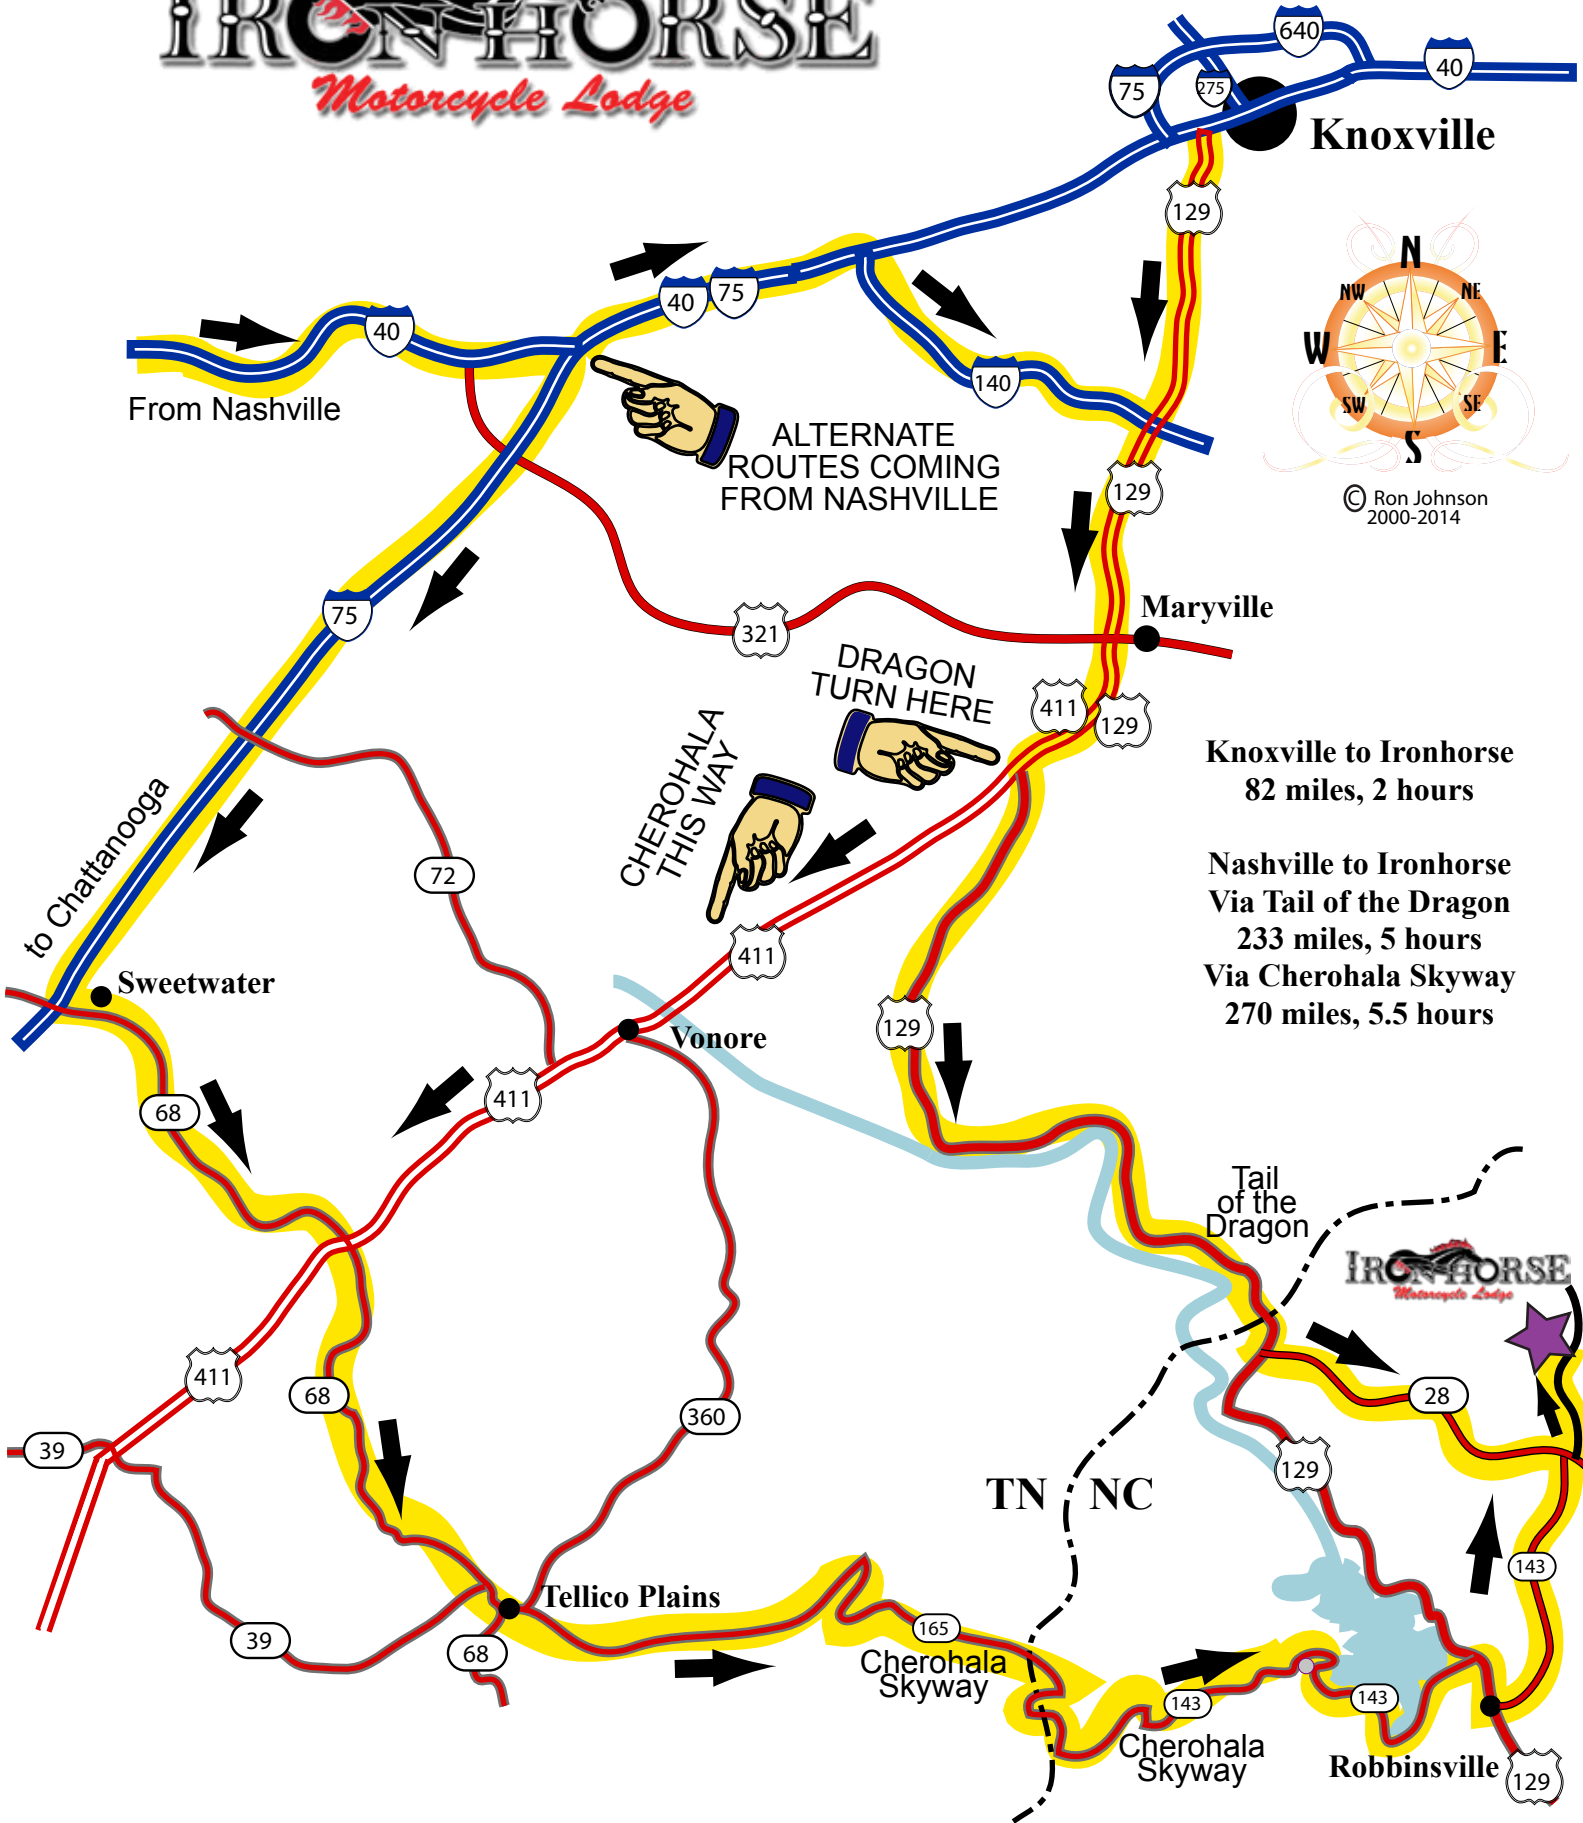 IRON HORSE
Motorcycle Lodge
640
40
75
275
Knoxville
129
N
NW
NE
W
E
SW
SE
S
© Ron Johnson
2000-2014
40
75
40
From Nashville
140
ALTERNATE
ROUTES COMING
FROM NASHVILLE
129
75
321
Maryville
DRAGON
TURN HERE
411
129
CHEROHALA
THIS WAY
Knoxville to Ironhorse
82 miles, 2 hours
Nashville to Ironhorse
Via Tail of the Dragon
233 miles, 5 hours
Via Cherohala Skyway
270 miles, 5.5 hours
to Chattanooga
72
411
Sweetwater
Vonore
129
411
68
Tail
of the
Dragon
IRON HORSE
Motorcycle Lodge
411
68
28
360
39
129
TN
NC
143
Tellico Plains
39
68
165
Cherohala
Skyway
143
143
Cherohala
Skyway
Robbinsville
129